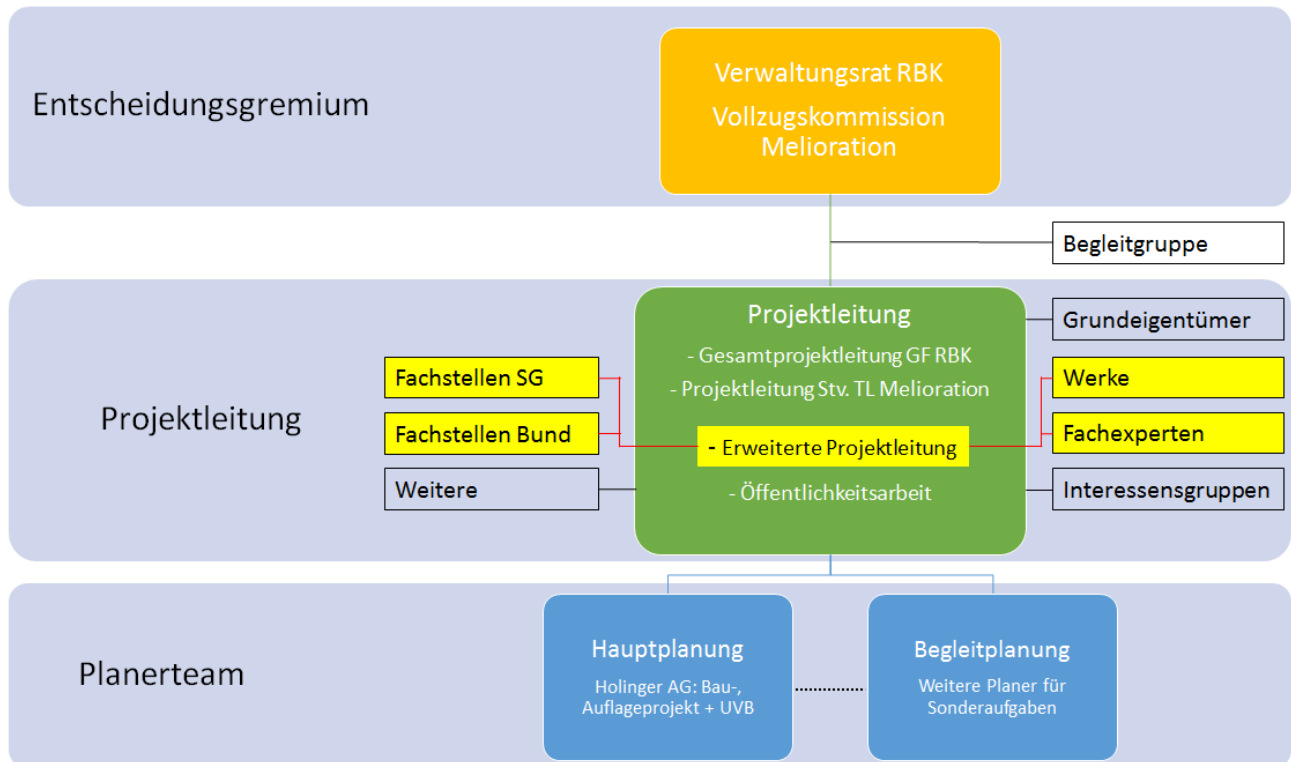 Entscheidungsgremium
Verwaltungsrat RBK
Vollzugskommission
Melioration
Begleitgruppe
Projektleitung
Fachstellen SG
Fachstellen Bund
Weitere
Projektleitung
- Gesamtprojektleitung GF RBK
- Projektleitung Stv. TL Melioration
- Erweiterte Projektleitung
- Öffentlichkeitsarbeit
Grundeigentümer
Werke
Fachexperten
Interessensgruppen
Planerteam
Hauptplanung
Holinger AG: Bau-,
Auflageprojekt + UVB
Begleitplanung
Weitere Planer für
Sonderaufgaben